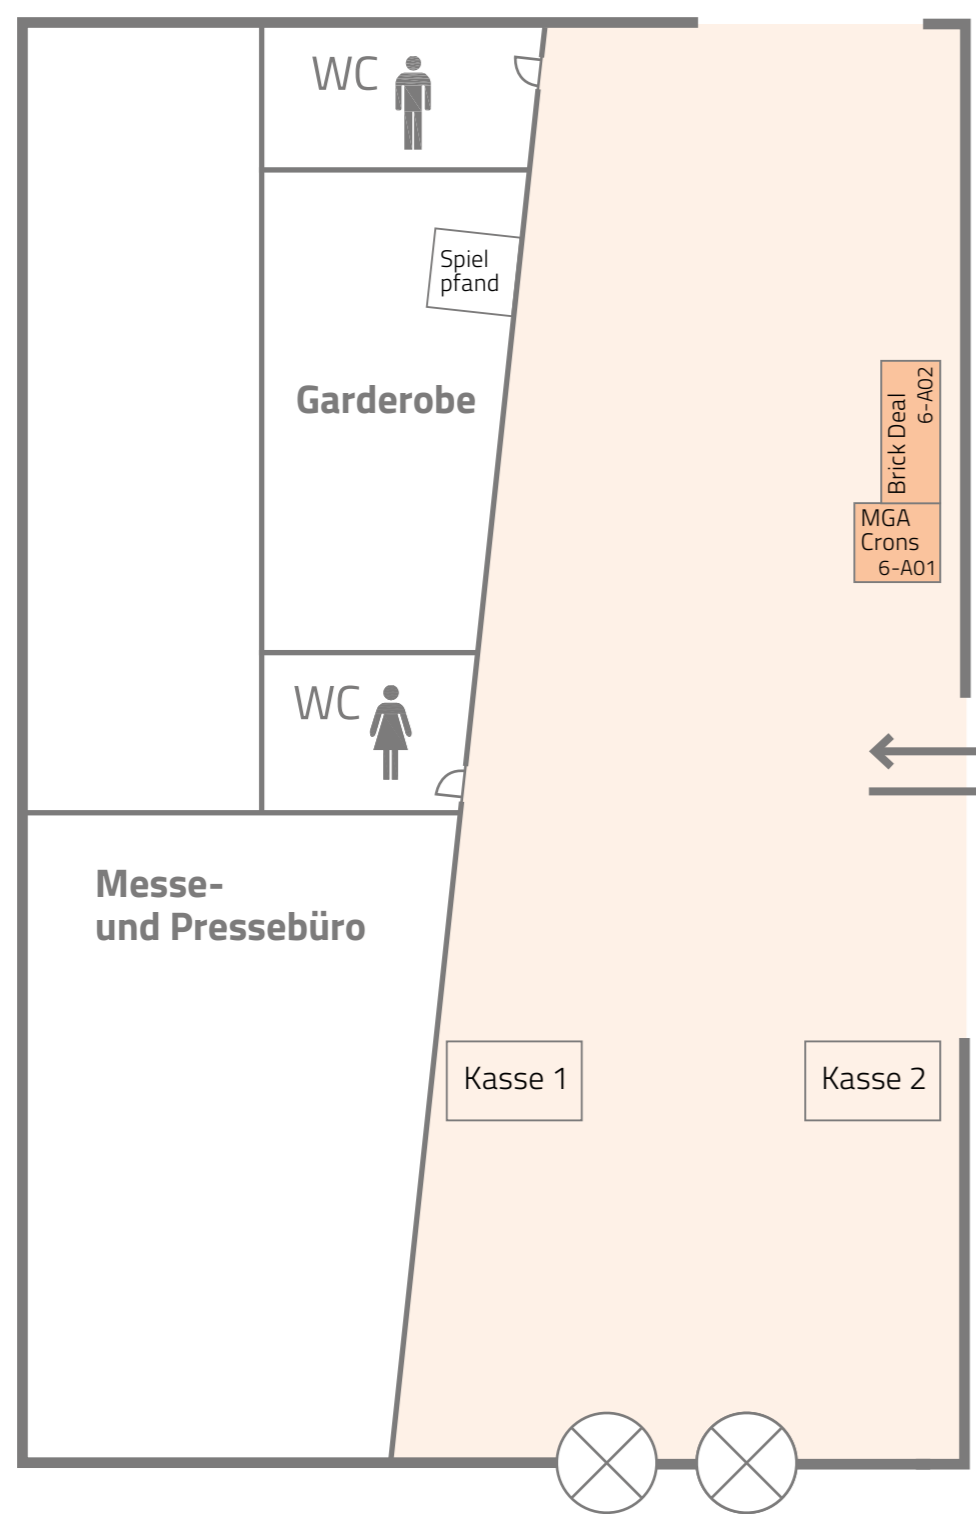 WC
Spiel
pfand
Garderobe
Brick Deal
6-A02
MGA
Crons
6-A01
WC
Messe-
und Pressebüro
Kasse 1
Kasse 2